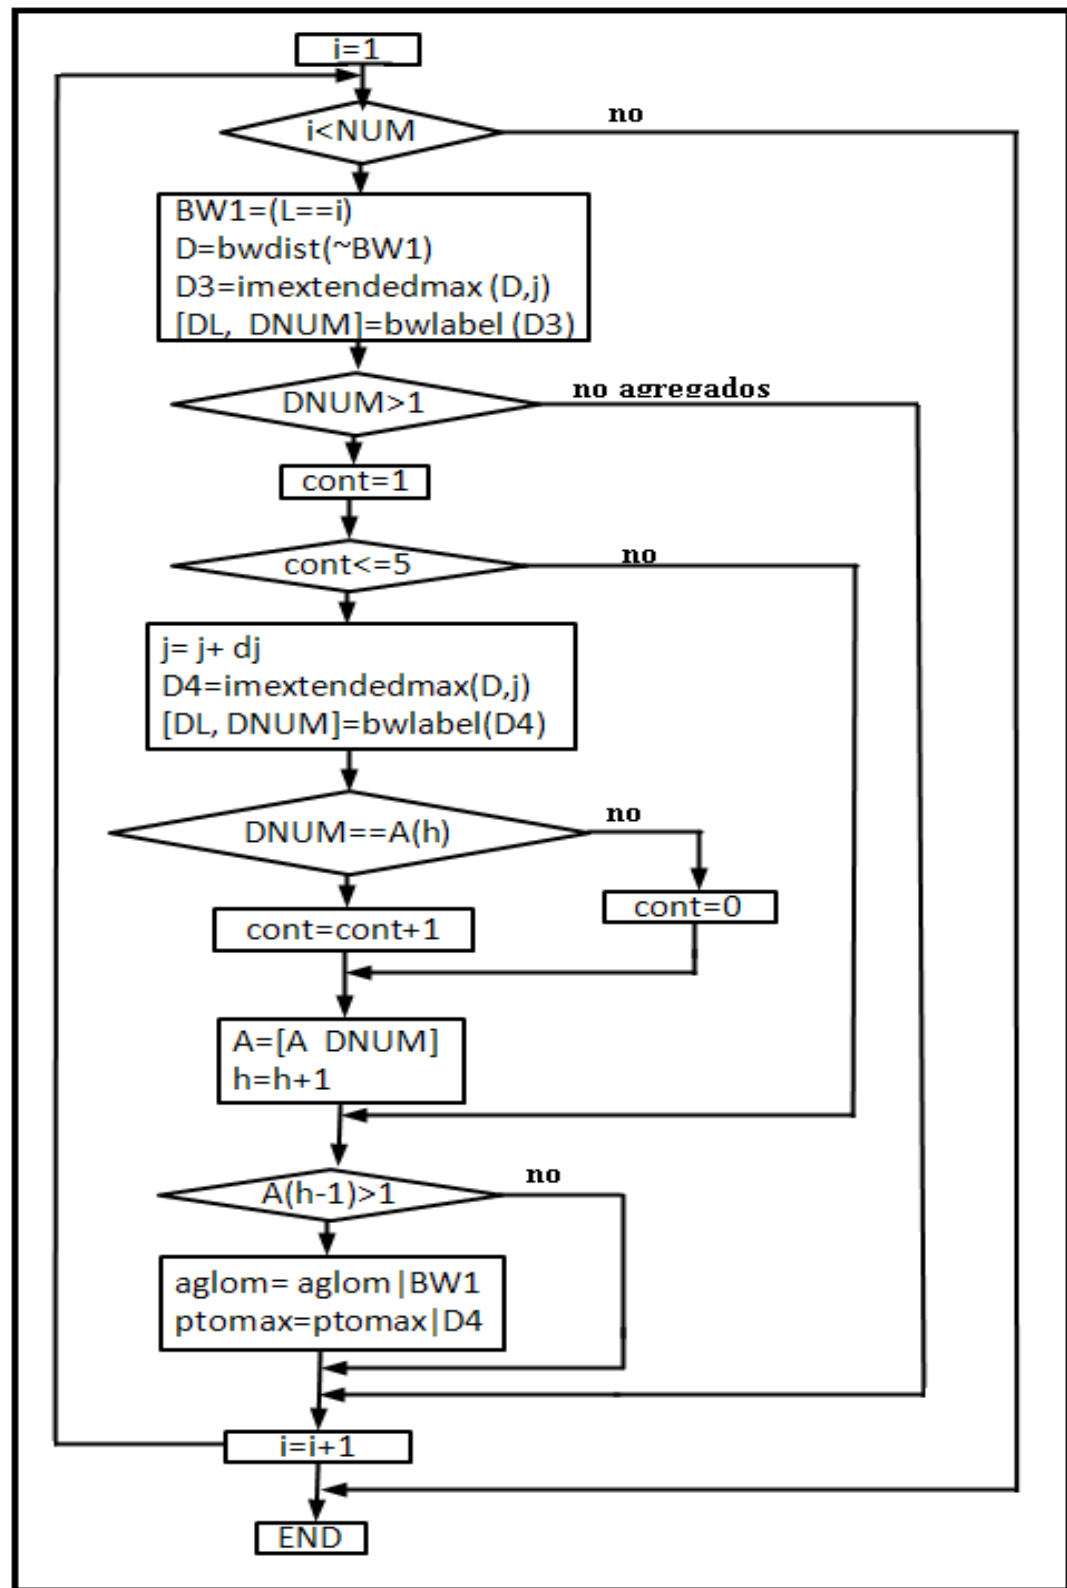 i=1
i<NUM
no
BW1=(L==i)
D=bwdist(~BW1)
D3=imextendedmax (D,j)
[DL, DNUM]=bwlabel (D3)
DNUM>1
no agregados
cont=1
cont<=5
no
j= j+ dj
D4=imextendedmax(D,j)
[DL, DNUM]=bwlabel(D4)
DNUM==A(h)
no
cont=cont+1
cont=0
A=[A DNUM]
h=h+1
A(h-1)>1
no
aglom= aglom|BW1
ptomax=ptomax|D4
i=i+1
END